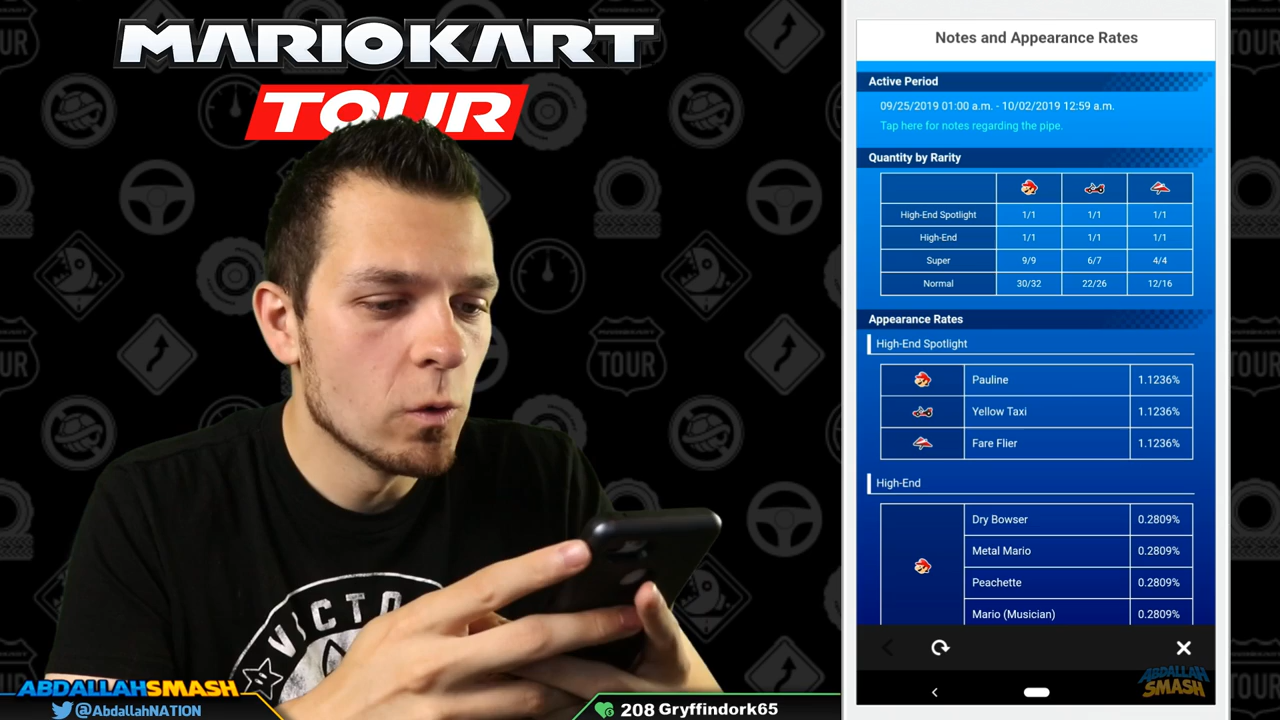 MARIOKART
TOUR
VICTO
ABDALLAHSMASH
@AbdallahNATION
208 Gryffindork65
Notes and Appearance Rates
Active Period
09/25/2019 01:00 a.m. - 10/02/2019 12:59 a.m.
Tap here for notes regarding the pipe.
Quantity by Rarity
High-End Spotlight 1/1 1/1 1/1
High-End 1/1 1/1 1/1
Super 9/9 6/7 4/4
Normal 30/32 22/26 12/16
Appearance Rates
High-End Spotlight
Pauline 1.1236%
Yellow Taxi 1.1236%
Fare Flier 1.1236%
High-End
Dry Bowser 0.2809%
Metal Mario 0.2809%
Peachette 0.2809%
Mario (Musician) 0.2809%
ABDALLAH
SMASH
TOUR
TOUR